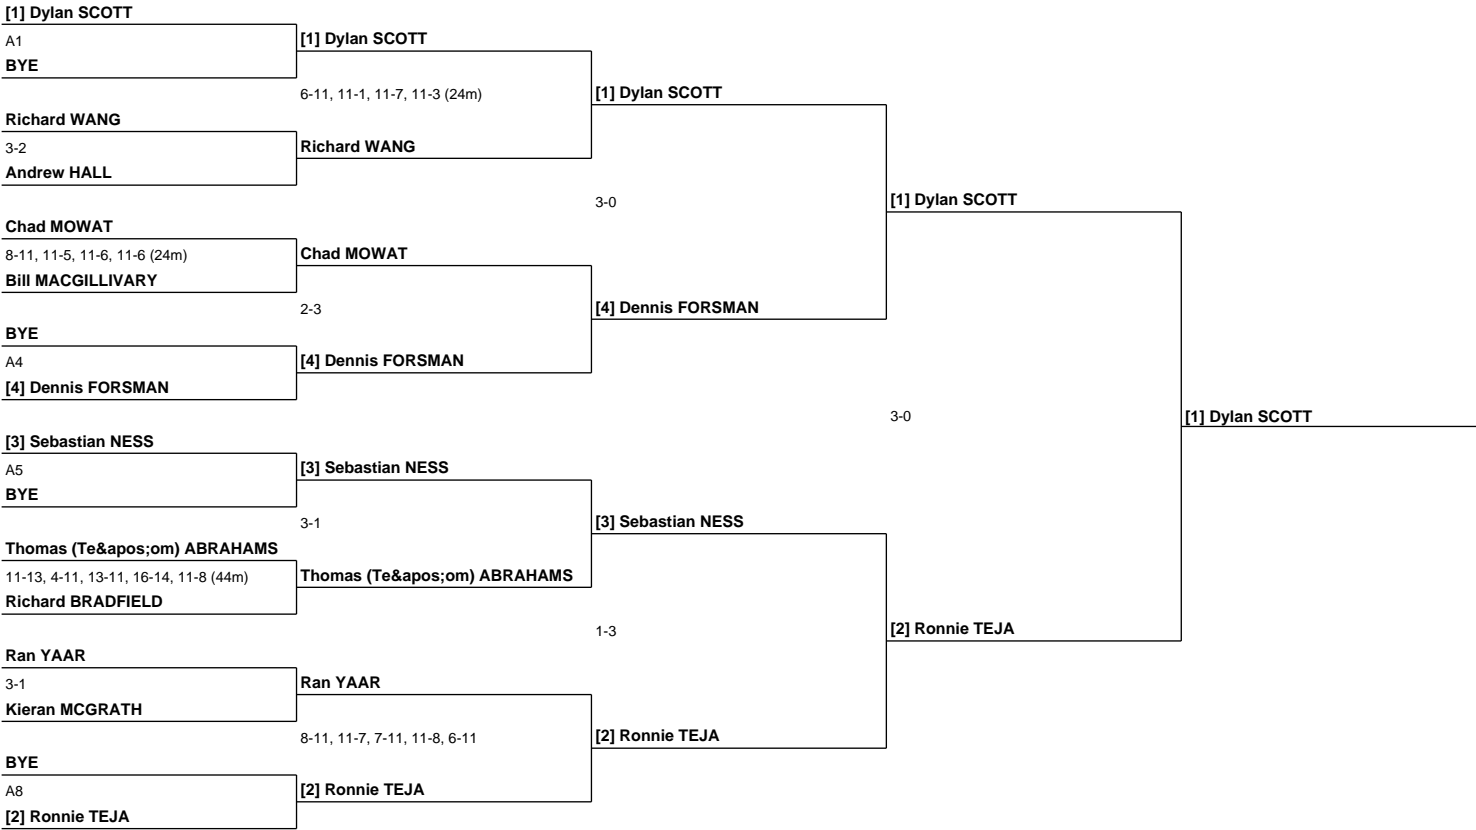 [1] Dylan SCOTT
A1
BYE
Richard WANG
3-2
Andrew HALL
Chad MOWAT
8-11, 11-5, 11-6, 11-6 (24m)
Bill MACGILLIVARY
BYE
A4
[4] Dennis FORSMAN
[3] Sebastian NESS
A5
BYE
Thomas (Te&apos;om) ABRAHAMS
11-13, 4-11, 13-11, 16-14, 11-8 (44m)
Richard BRADFIELD
Ran YAAR
3-1
Kieran MCGRATH
BYE
A8
[2] Ronnie TEJA
[1] Dylan SCOTT
6-11, 11-1, 11-7, 11-3 (24m)
Richard WANG
Chad MOWAT
2-3
[4] Dennis FORSMAN
[3] Sebastian NESS
3-1
Thomas (Te&apos;om) ABRAHAMS
Ran YAAR
8-11, 11-7, 7-11, 11-8, 6-11
[2] Ronnie TEJA
[1] Dylan SCOTT
3-0
[4] Dennis FORSMAN
[3] Sebastian NESS
1-3
[2] Ronnie TEJA
[1] Dylan SCOTT
3-0
[2] Ronnie TEJA
[1] Dylan SCOTT